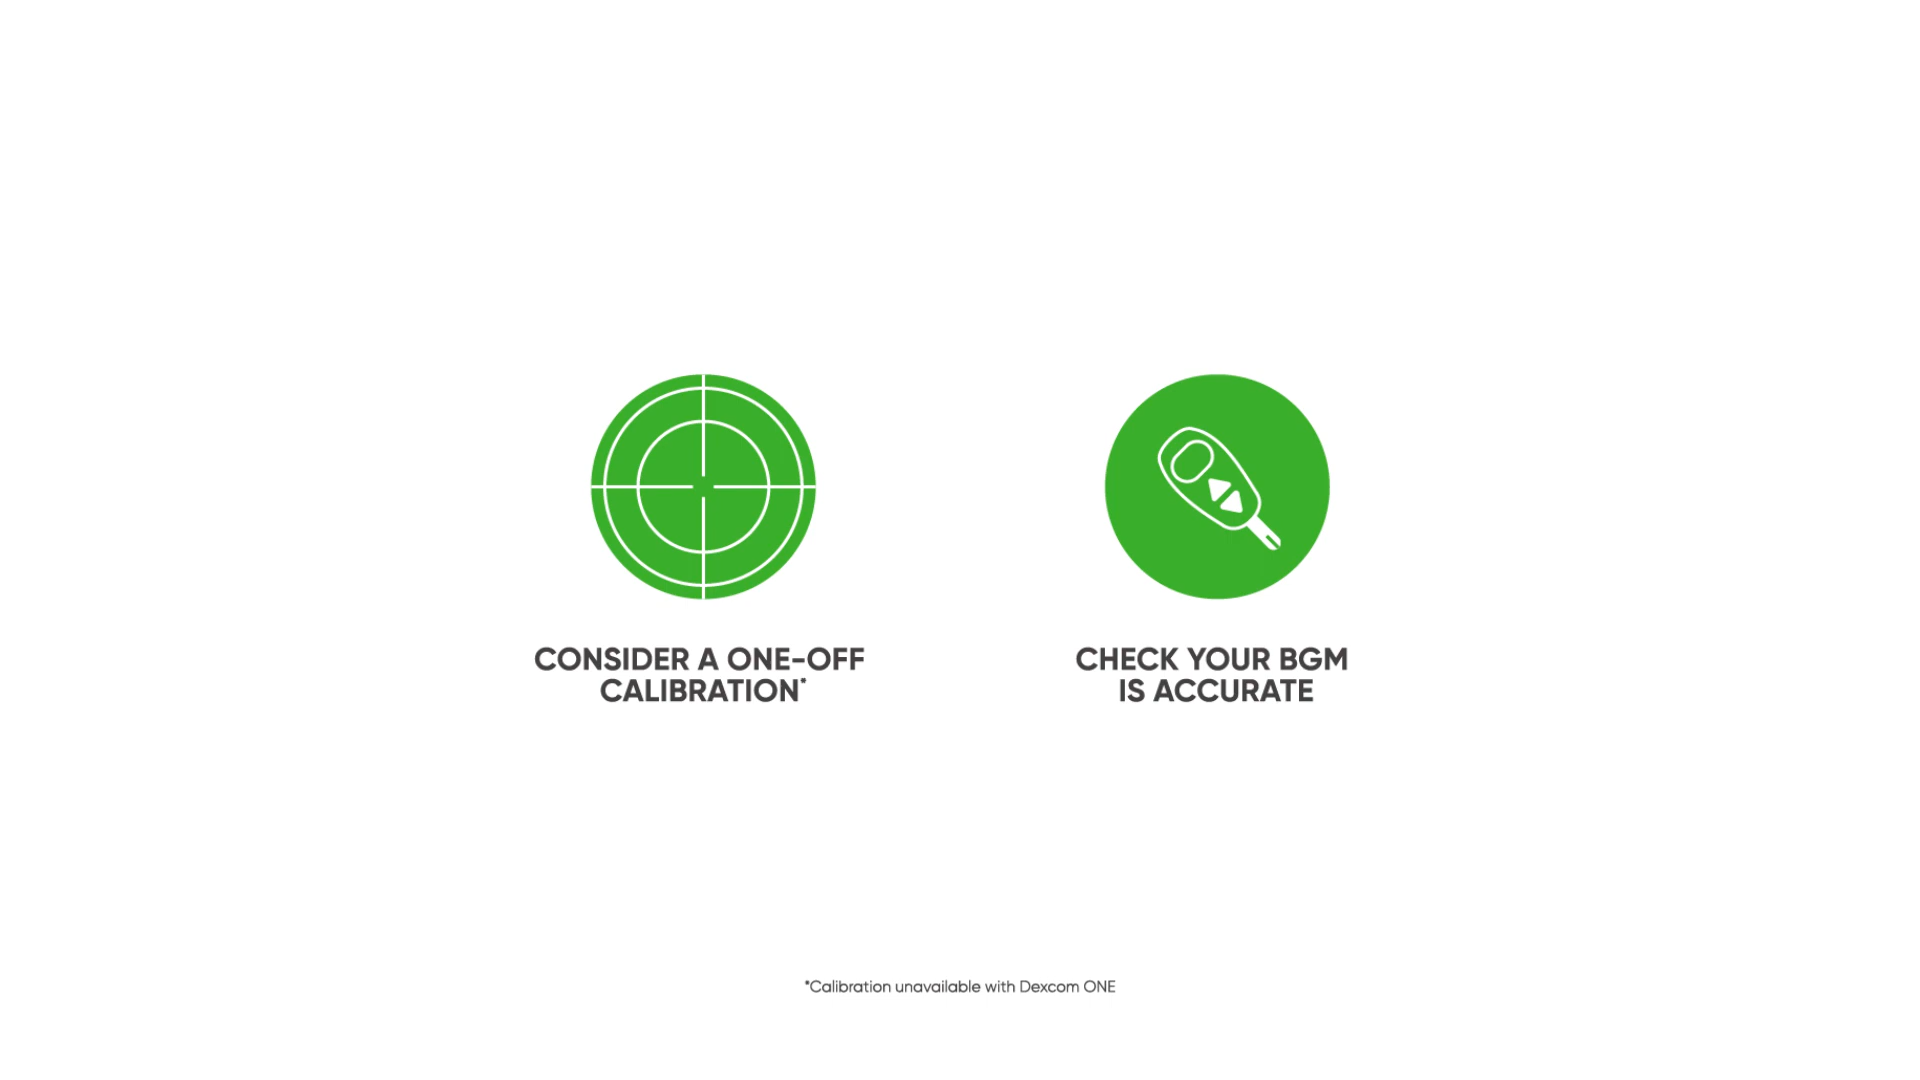 CONSIDER A ONE-OFF
CALIBRATION*
CHECK YOUR BGM
IS ACCURATE
*Calibration unavailable with Dexcom ONE